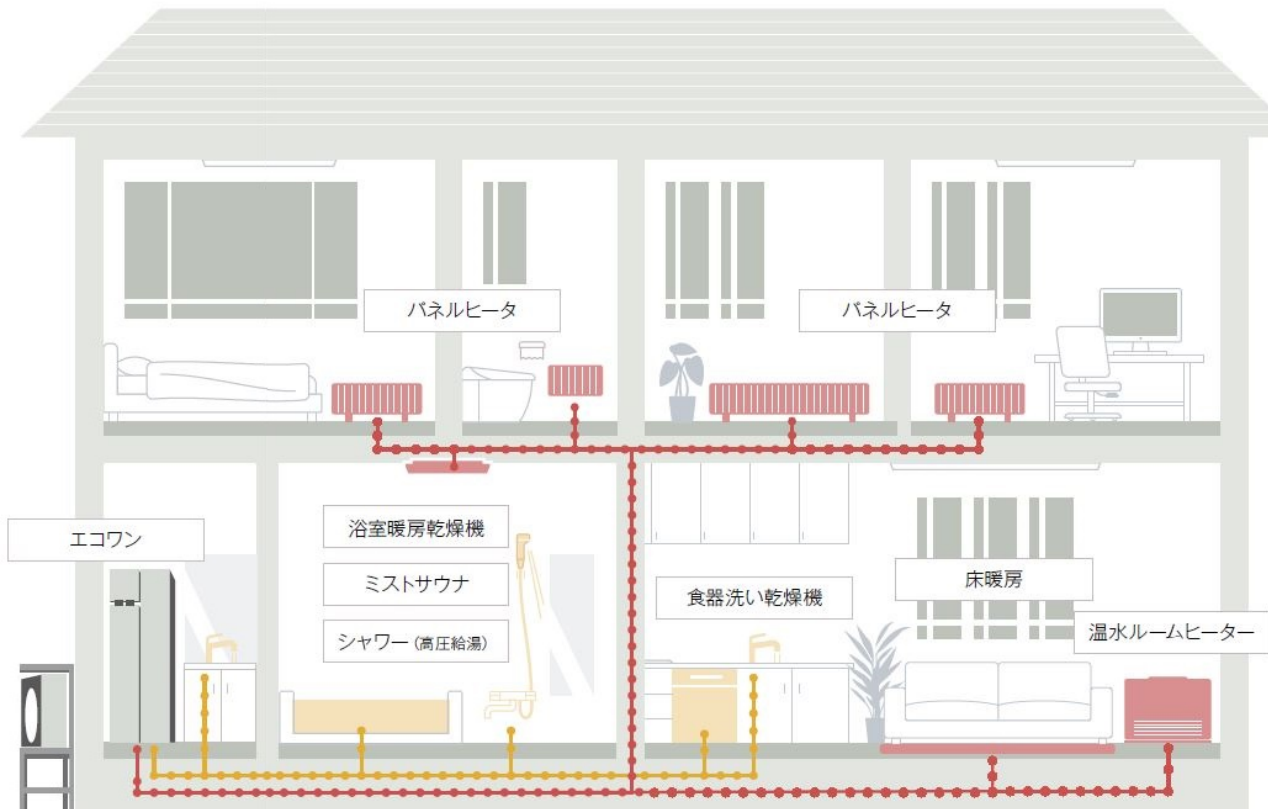 パネルヒータ
パネルヒータ
エコワン
浴室暖房乾燥機
ミストサウナ
シャワー (高圧給湯)
食器洗い乾燥機
床暖房
温水ルームヒーター